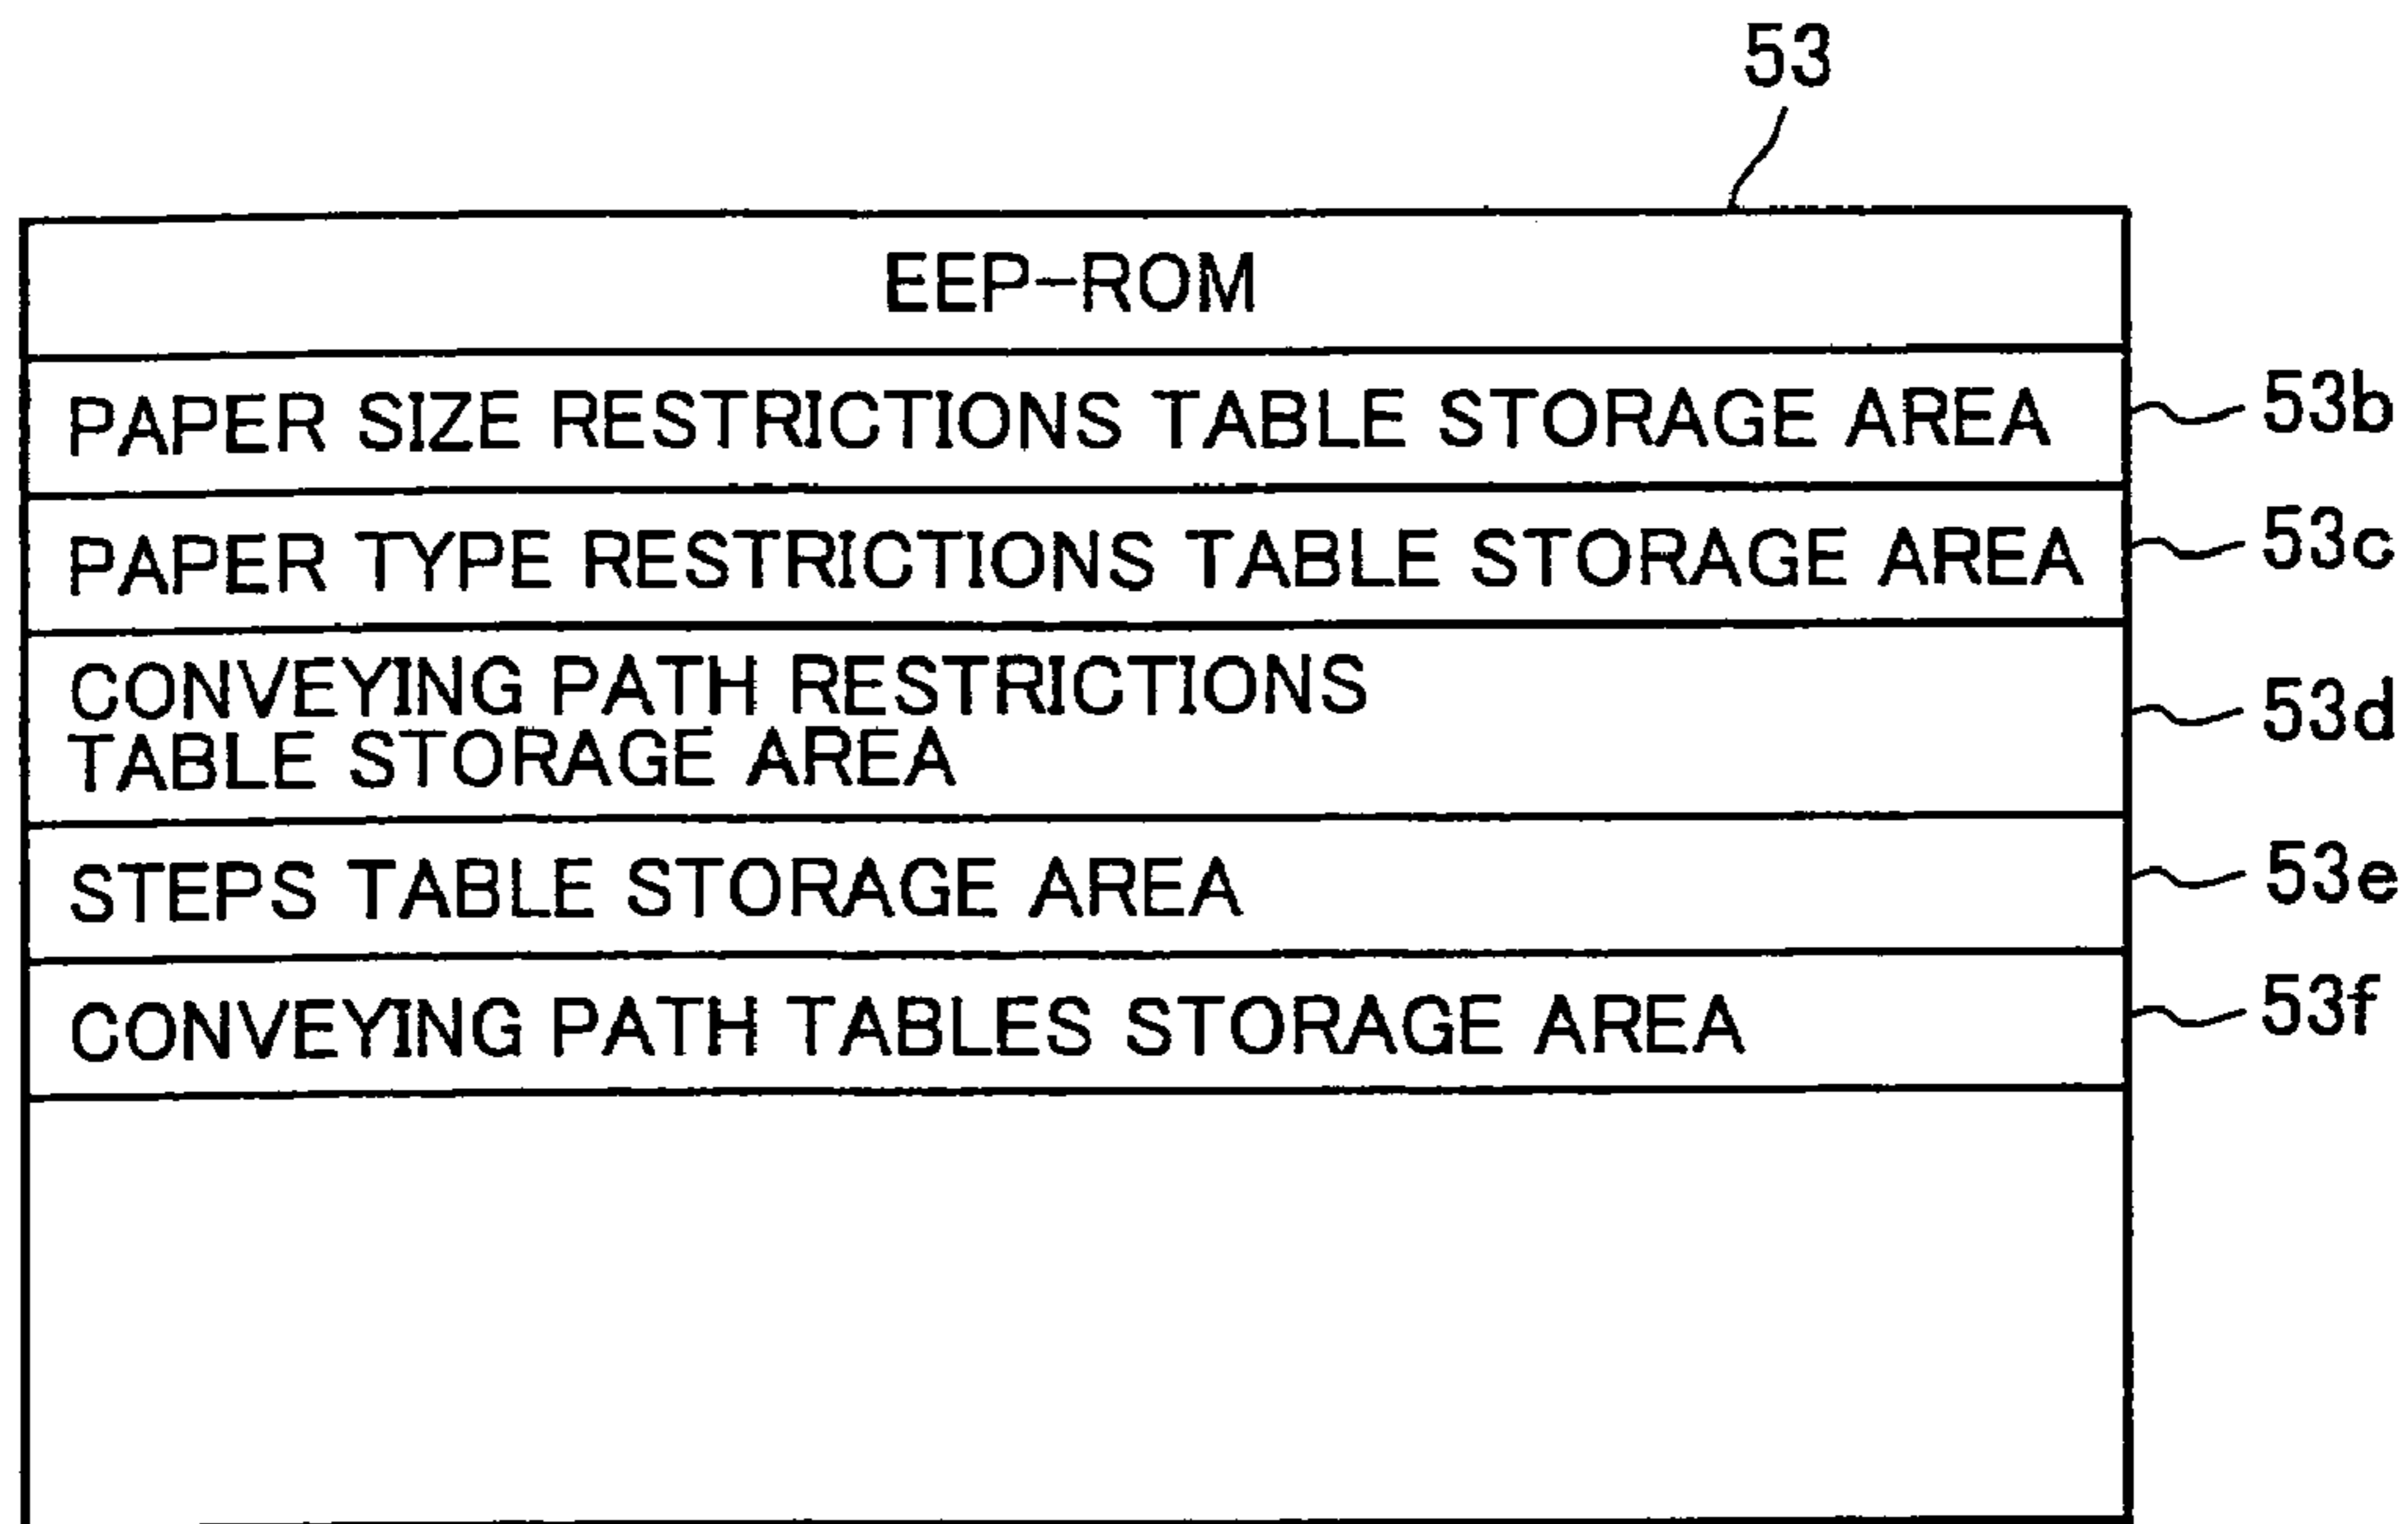 53
EEP-ROM
PAPER SIZE RESTRICTIONS TABLE STORAGE AREA
53b
PAPER TYPE RESTRICTIONS TABLE STORAGE AREA
53c
CONVEYING PATH RESTRICTIONS
TABLE STORAGE AREA
53d
STEPS TABLE STORAGE AREA
53e
CONVEYING PATH TABLES STORAGE AREA
53f